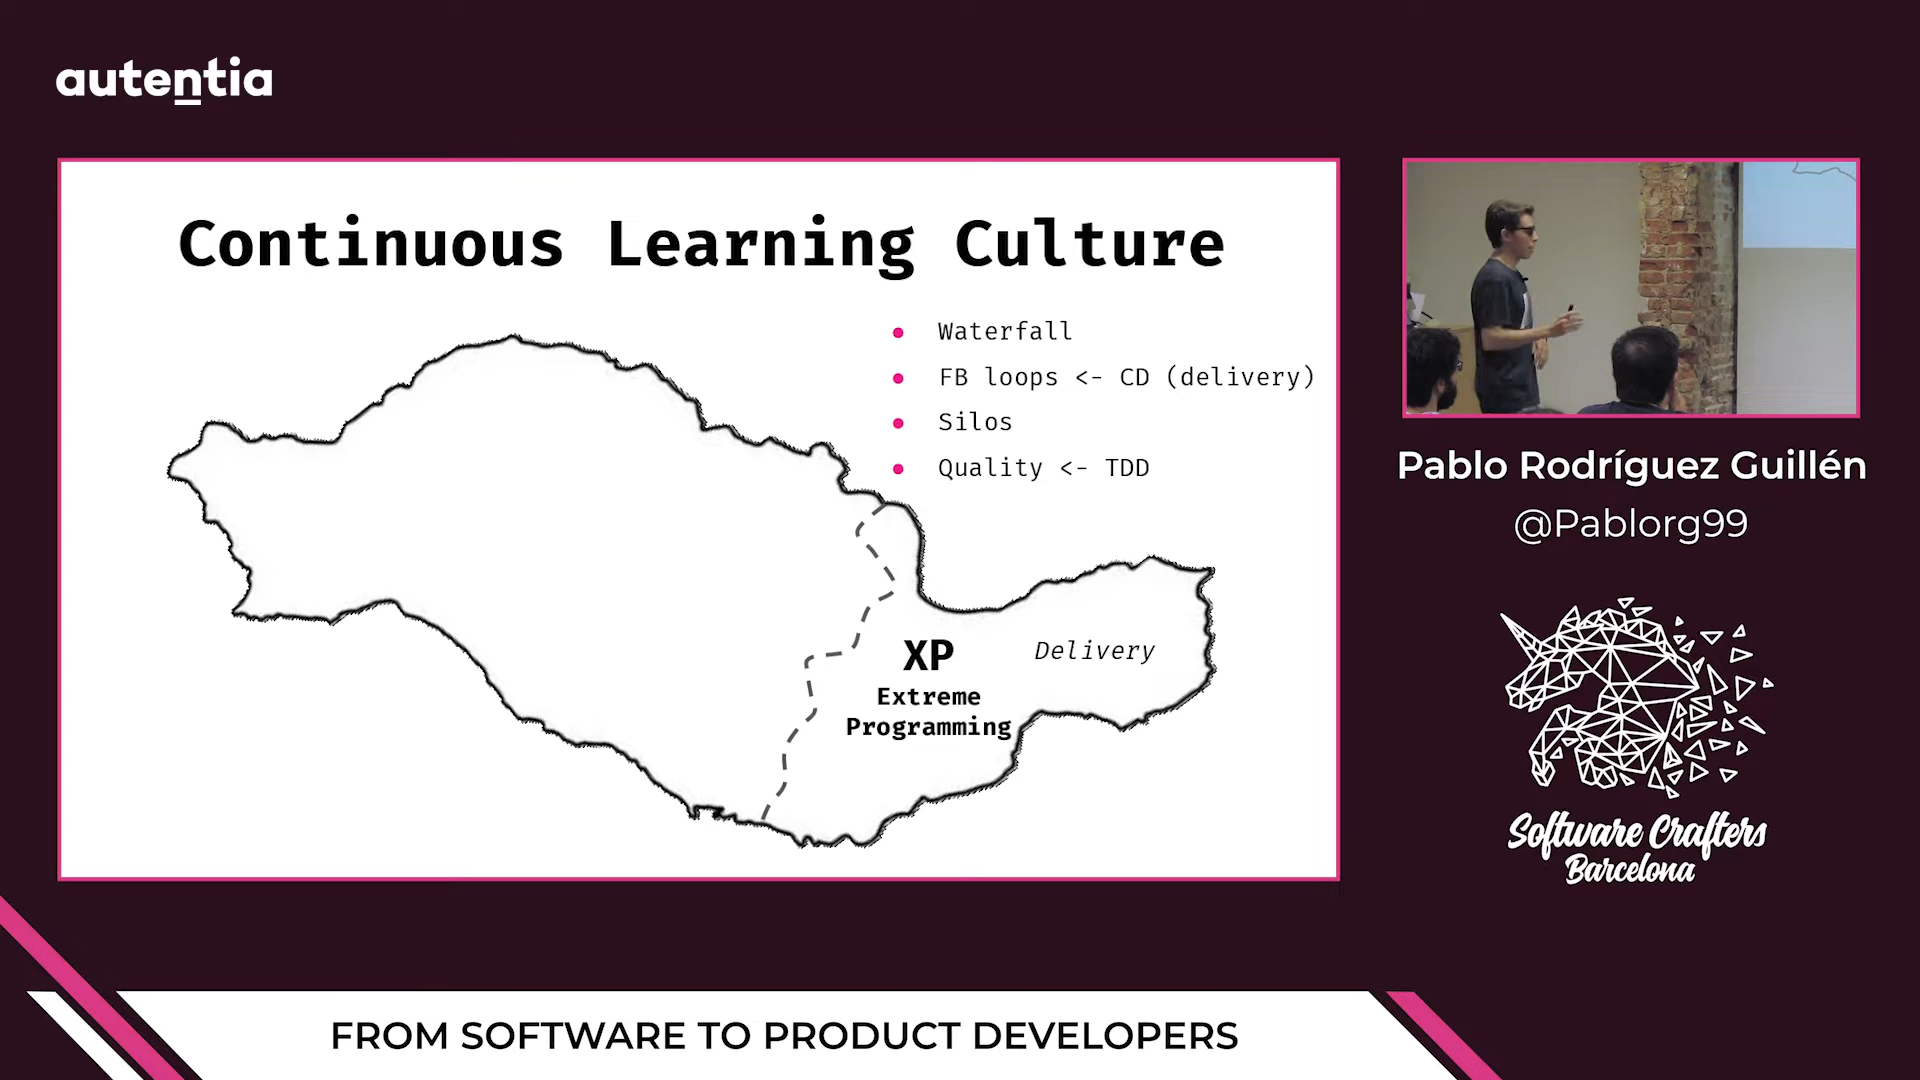 autentia
Continuous Learning Culture
Waterfall
FB loops <- CD (delivery)
Silos
Quality <- TDD
XP
Extreme
Programming
Delivery
Pablo Rodríguez Guillén
@Pablorg99
Software Crafters
Barcelona
FROM SOFTWARE TO PRODUCT DEVELOPERS